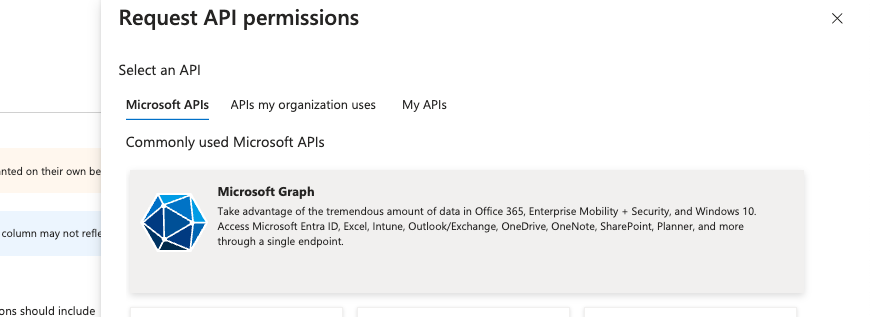 Request API permissions
Select an API
Microsoft APIs APIs my organization uses My APIs
Commonly used Microsoft APIs
anted on their own be
Microsoft Graph
Take advantage of the tremendous amount of data in Office 365, Enterprise Mobility + Security, and Windows 10.
Access Microsoft Entra ID, Excel, Intune, Outlook/Exchange, OneDrive, OneNote, SharePoint, Planner, and more
through a single endpoint.
column may not refle
ons should include